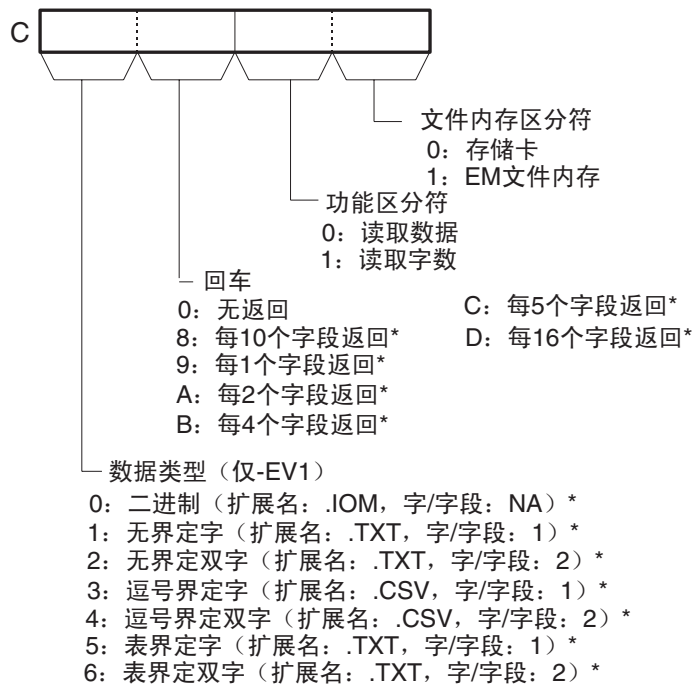 C
文件内存区分符
0：存储卡
1：EM文件内存
功能区分符
0：读取数据
1：读取字数
回车
0：无返回
8：每10个字段返回*
9：每1个字段返回*
A：每2个字段返回*
B：每4个字段返回*
C：每5个字段返回*
D：每16个字段返回*
数据类型（仅-EV1）
0：二进制（扩展名：.IOM，字/字段：NA）*
1：无界定字（扩展名：.TXT，字/字段：1）*
2：无界定双字（扩展名：.TXT，字/字段：2）*
3：逗号界定字（扩展名：.CSV，字/字段：1）*
4：逗号界定双字（扩展名：.CSV，字/字段：2）*
5：表界定字（扩展名：.TXT，字/字段：1）*
6：表界定双字（扩展名：.TXT，字/字段：2）*